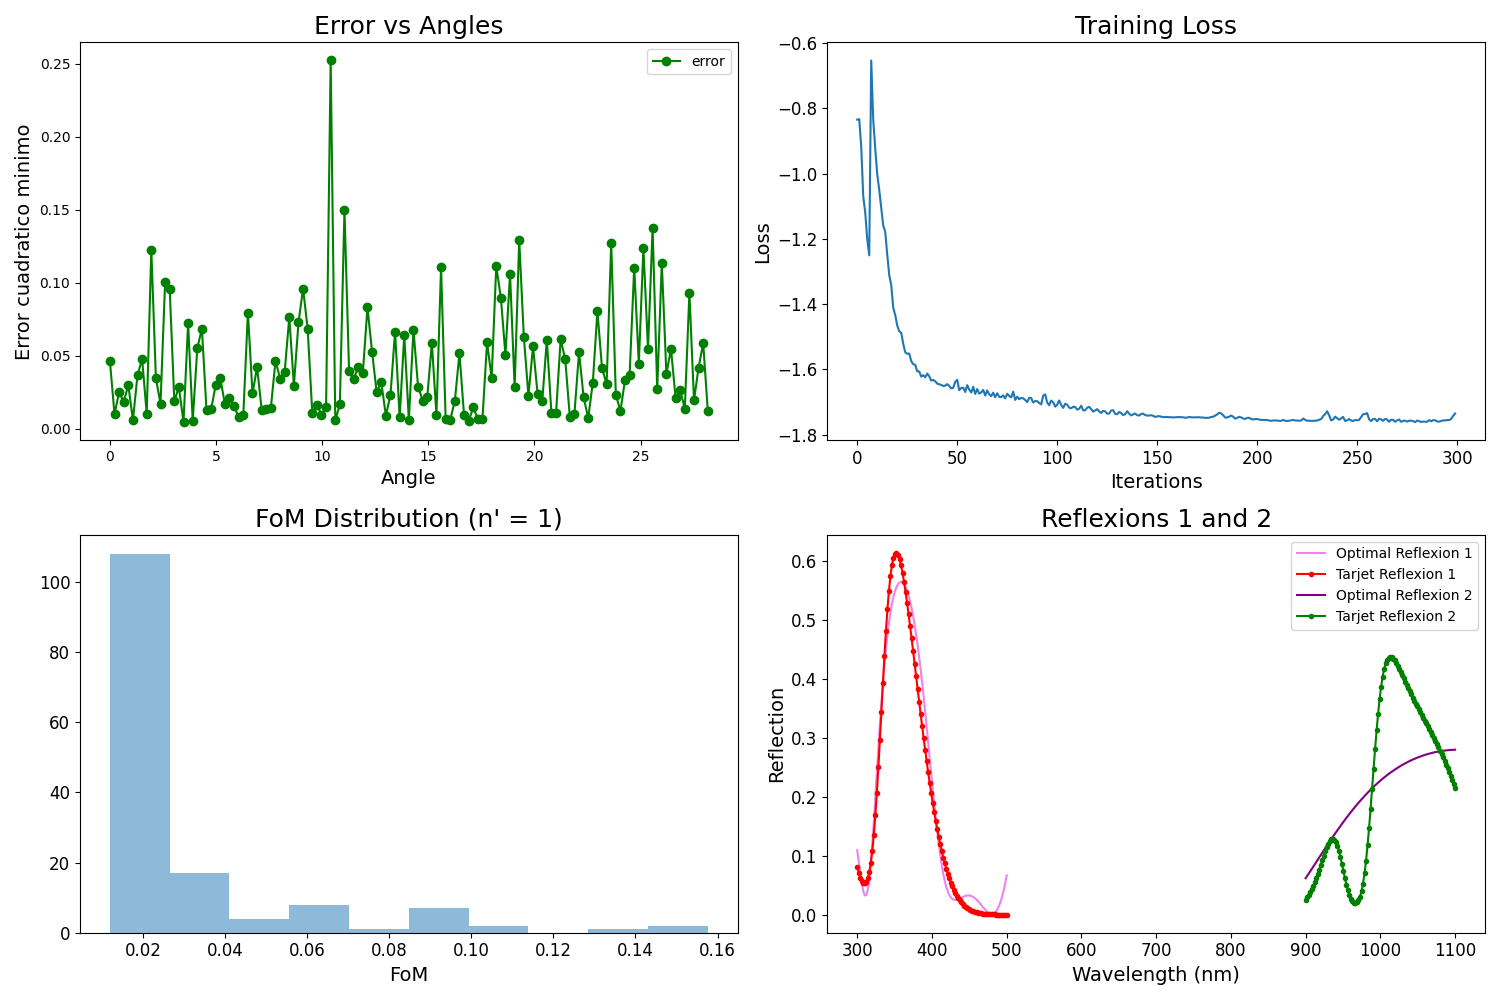 Error vs Angles
Error cuadratico minimo
0.25
0.20
0.15
0.10
0.05
0.00
error
0 5 10 15 20 25
Angle
Training Loss
Loss
−0.6
−0.8
−1.0
−1.2
−1.4
−1.6
−1.8
0 50 100 150 200 250 300
Iterations
FoM Distribution (n' = 1)
100
80
60
40
20
0
0.02 0.04 0.06 0.08 0.10 0.12 0.14 0.16
FoM
Reflexions 1 and 2
Reflection
0.6
0.5
0.4
0.3
0.2
0.1
0.0
Optimal Reflexion 1
Tarjet Reflexion 1
Optimal Reflexion 2
Tarjet Reflexion 2
300 400 500 600 700 800 900 1000 1100
Wavelength (nm)